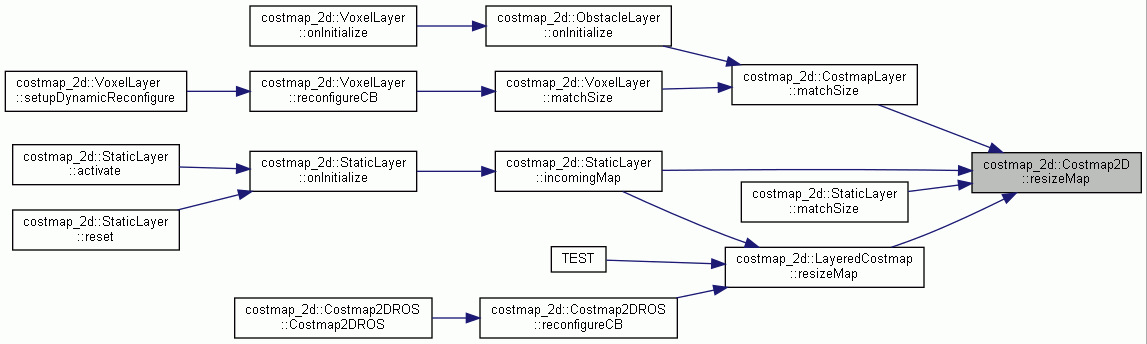 costmap_2d::VoxelLayer
::onInitialize
costmap_2d::ObstacleLayer
::onInitialize
costmap_2d::VoxelLayer
::setupDynamicReconfigure
costmap_2d::VoxelLayer
::reconfigureCB
costmap_2d::VoxelLayer
::matchSize
costmap_2d::CostmapLayer
::matchSize
costmap_2d::StaticLayer
::activate
costmap_2d::StaticLayer
::onInitialize
costmap_2d::StaticLayer
::incomingMap
costmap_2d::Costmap2D
::resizeMap
costmap_2d::StaticLayer
::matchSize
costmap_2d::StaticLayer
::reset
TEST
costmap_2d::LayeredCostmap
::resizeMap
costmap_2d::Costmap2DROS
::Costmap2DROS
costmap_2d::Costmap2DROS
::reconfigureCB